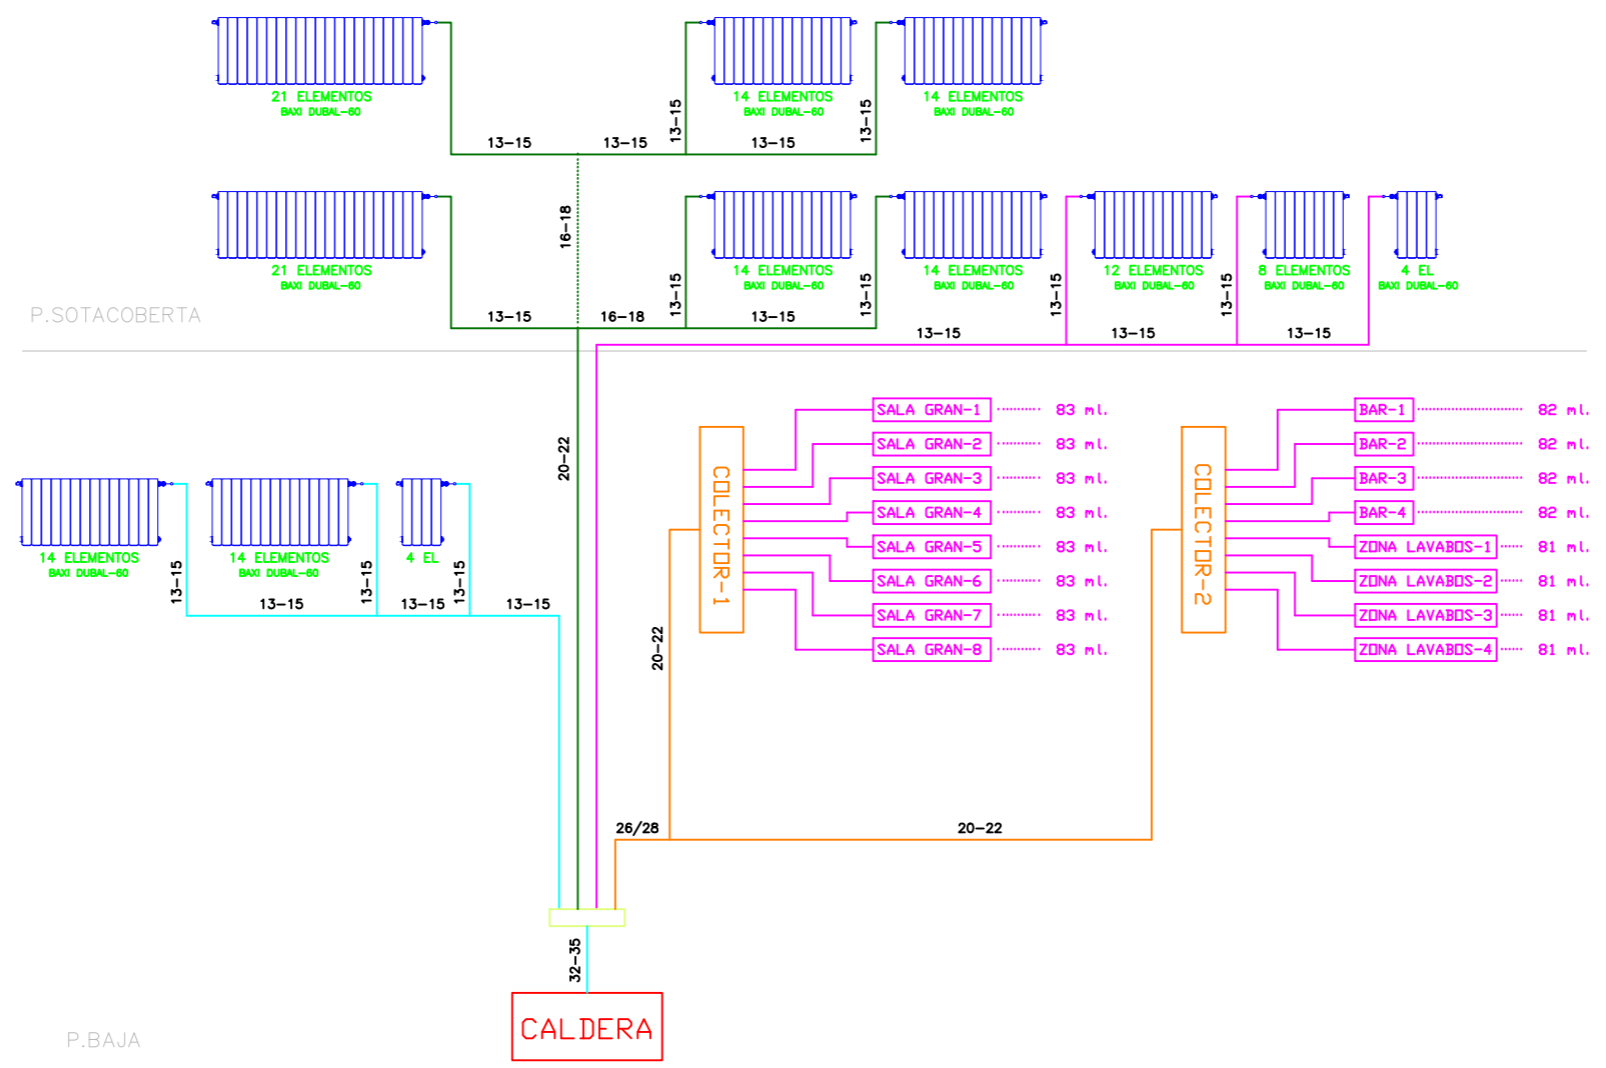 21 ELEMENTOS
BAXI DUBAL-60
14 ELEMENTOS
BAXI DUBAL-60
14 ELEMENTOS
BAXI DUBAL-60
13-15
13-15
13-15
13-15
13-15
16-18
21 ELEMENTOS
BAXI DUBAL-60
14 ELEMENTOS
BAXI DUBAL-60
14 ELEMENTOS
BAXI DUBAL-60
12 ELEMENTOS
BAXI DUBAL-60
8 ELEMENTOS
BAXI DUBAL-60
4 EL
BAXI DUBAL-60
13-15
13-15
13-15
13-15
P.SOTACOBERTA
13-15
16-18
13-15
13-15
13-15
13-15
20-22
14 ELEMENTOS
BAXI DUBAL-60
14 ELEMENTOS
BAXI DUBAL-60
4 EL
13-15
13-15
13-15
13-15
13-15
13-15
COLECTOR-1
SALA GRAN-1 83 ml.
SALA GRAN-2 83 ml.
SALA GRAN-3 83 ml.
SALA GRAN-4 83 ml.
SALA GRAN-5 83 ml.
SALA GRAN-6 83 ml.
SALA GRAN-7 83 ml.
SALA GRAN-8 83 ml.
COLECTOR-2
BAR-1 82 ml.
BAR-2 82 ml.
BAR-3 82 ml.
BAR-4 82 ml.
ZONA LAVABOS-1 81 ml.
ZONA LAVABOS-2 81 ml.
ZONA LAVABOS-3 81 ml.
ZONA LAVABOS-4 81 ml.
20-22
26/28
20-22
32-35
CALDERA
P.BAJA